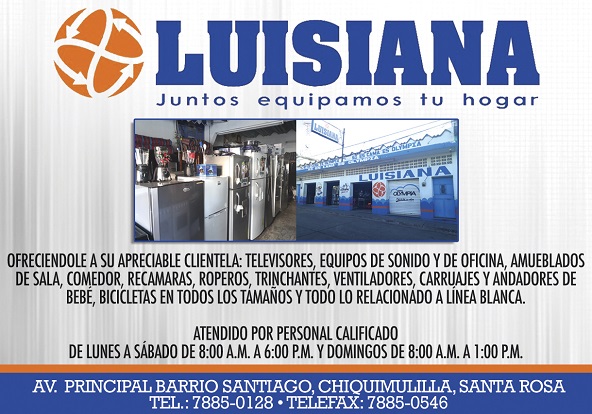 LUISIANA
Juntos equipamos tu hogar
LUISIANA
LUISIANA
OLYMPIA
OFRECIENDOLE A SU APRECIABLE CLIENTELA: TELEVISORES, EQUIPOS DE SONIDO Y DE OFICINA, AMUEBLADOS
DE SALA, COMEDOR, RECAMARAS, ROPEROS, TRINCHANTES, VENTILADORES, CARRUAJES Y ANDADORES DE
BEBÉ, BICICLETAS EN TODOS LOS TAMAÑOS Y TODO LO RELACIONADO A LÍNEA BLANCA.
ATENDIDO POR PERSONAL CALIFICADO
DE LUNES A SÁBADO DE 8:00 A.M. A 6:00 P.M. Y DOMINGOS DE 8:00 A.M. A 1:00 P.M.
AV. PRINCIPAL BARRIO SANTIAGO, CHIQUIMULILLA, SANTA ROSA
TEL.: 7885-0128 • TELEFAX: 7885-0546